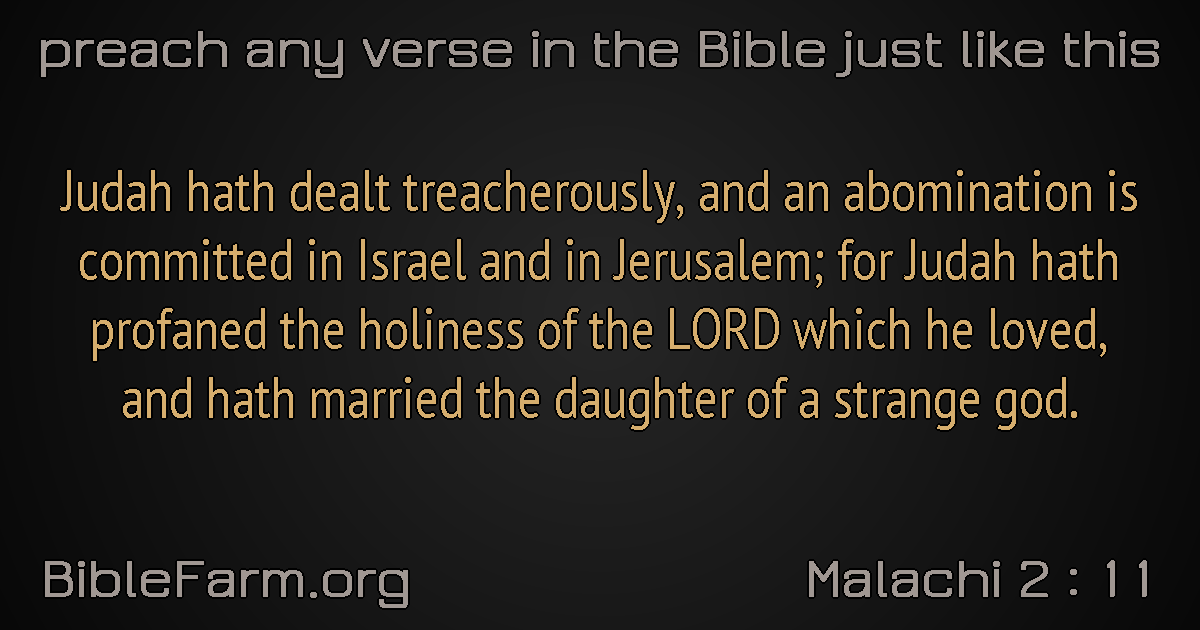 preach any verse in the Bible just like this
Judah hath dealt treacherously, and an abomination is
committed in Israel and in Jerusalem; for Judah hath
profaned the holiness of the LORD which he loved,
and hath married the daughter of a strange god.
BibleFarm.org
Malachi 2 : 11